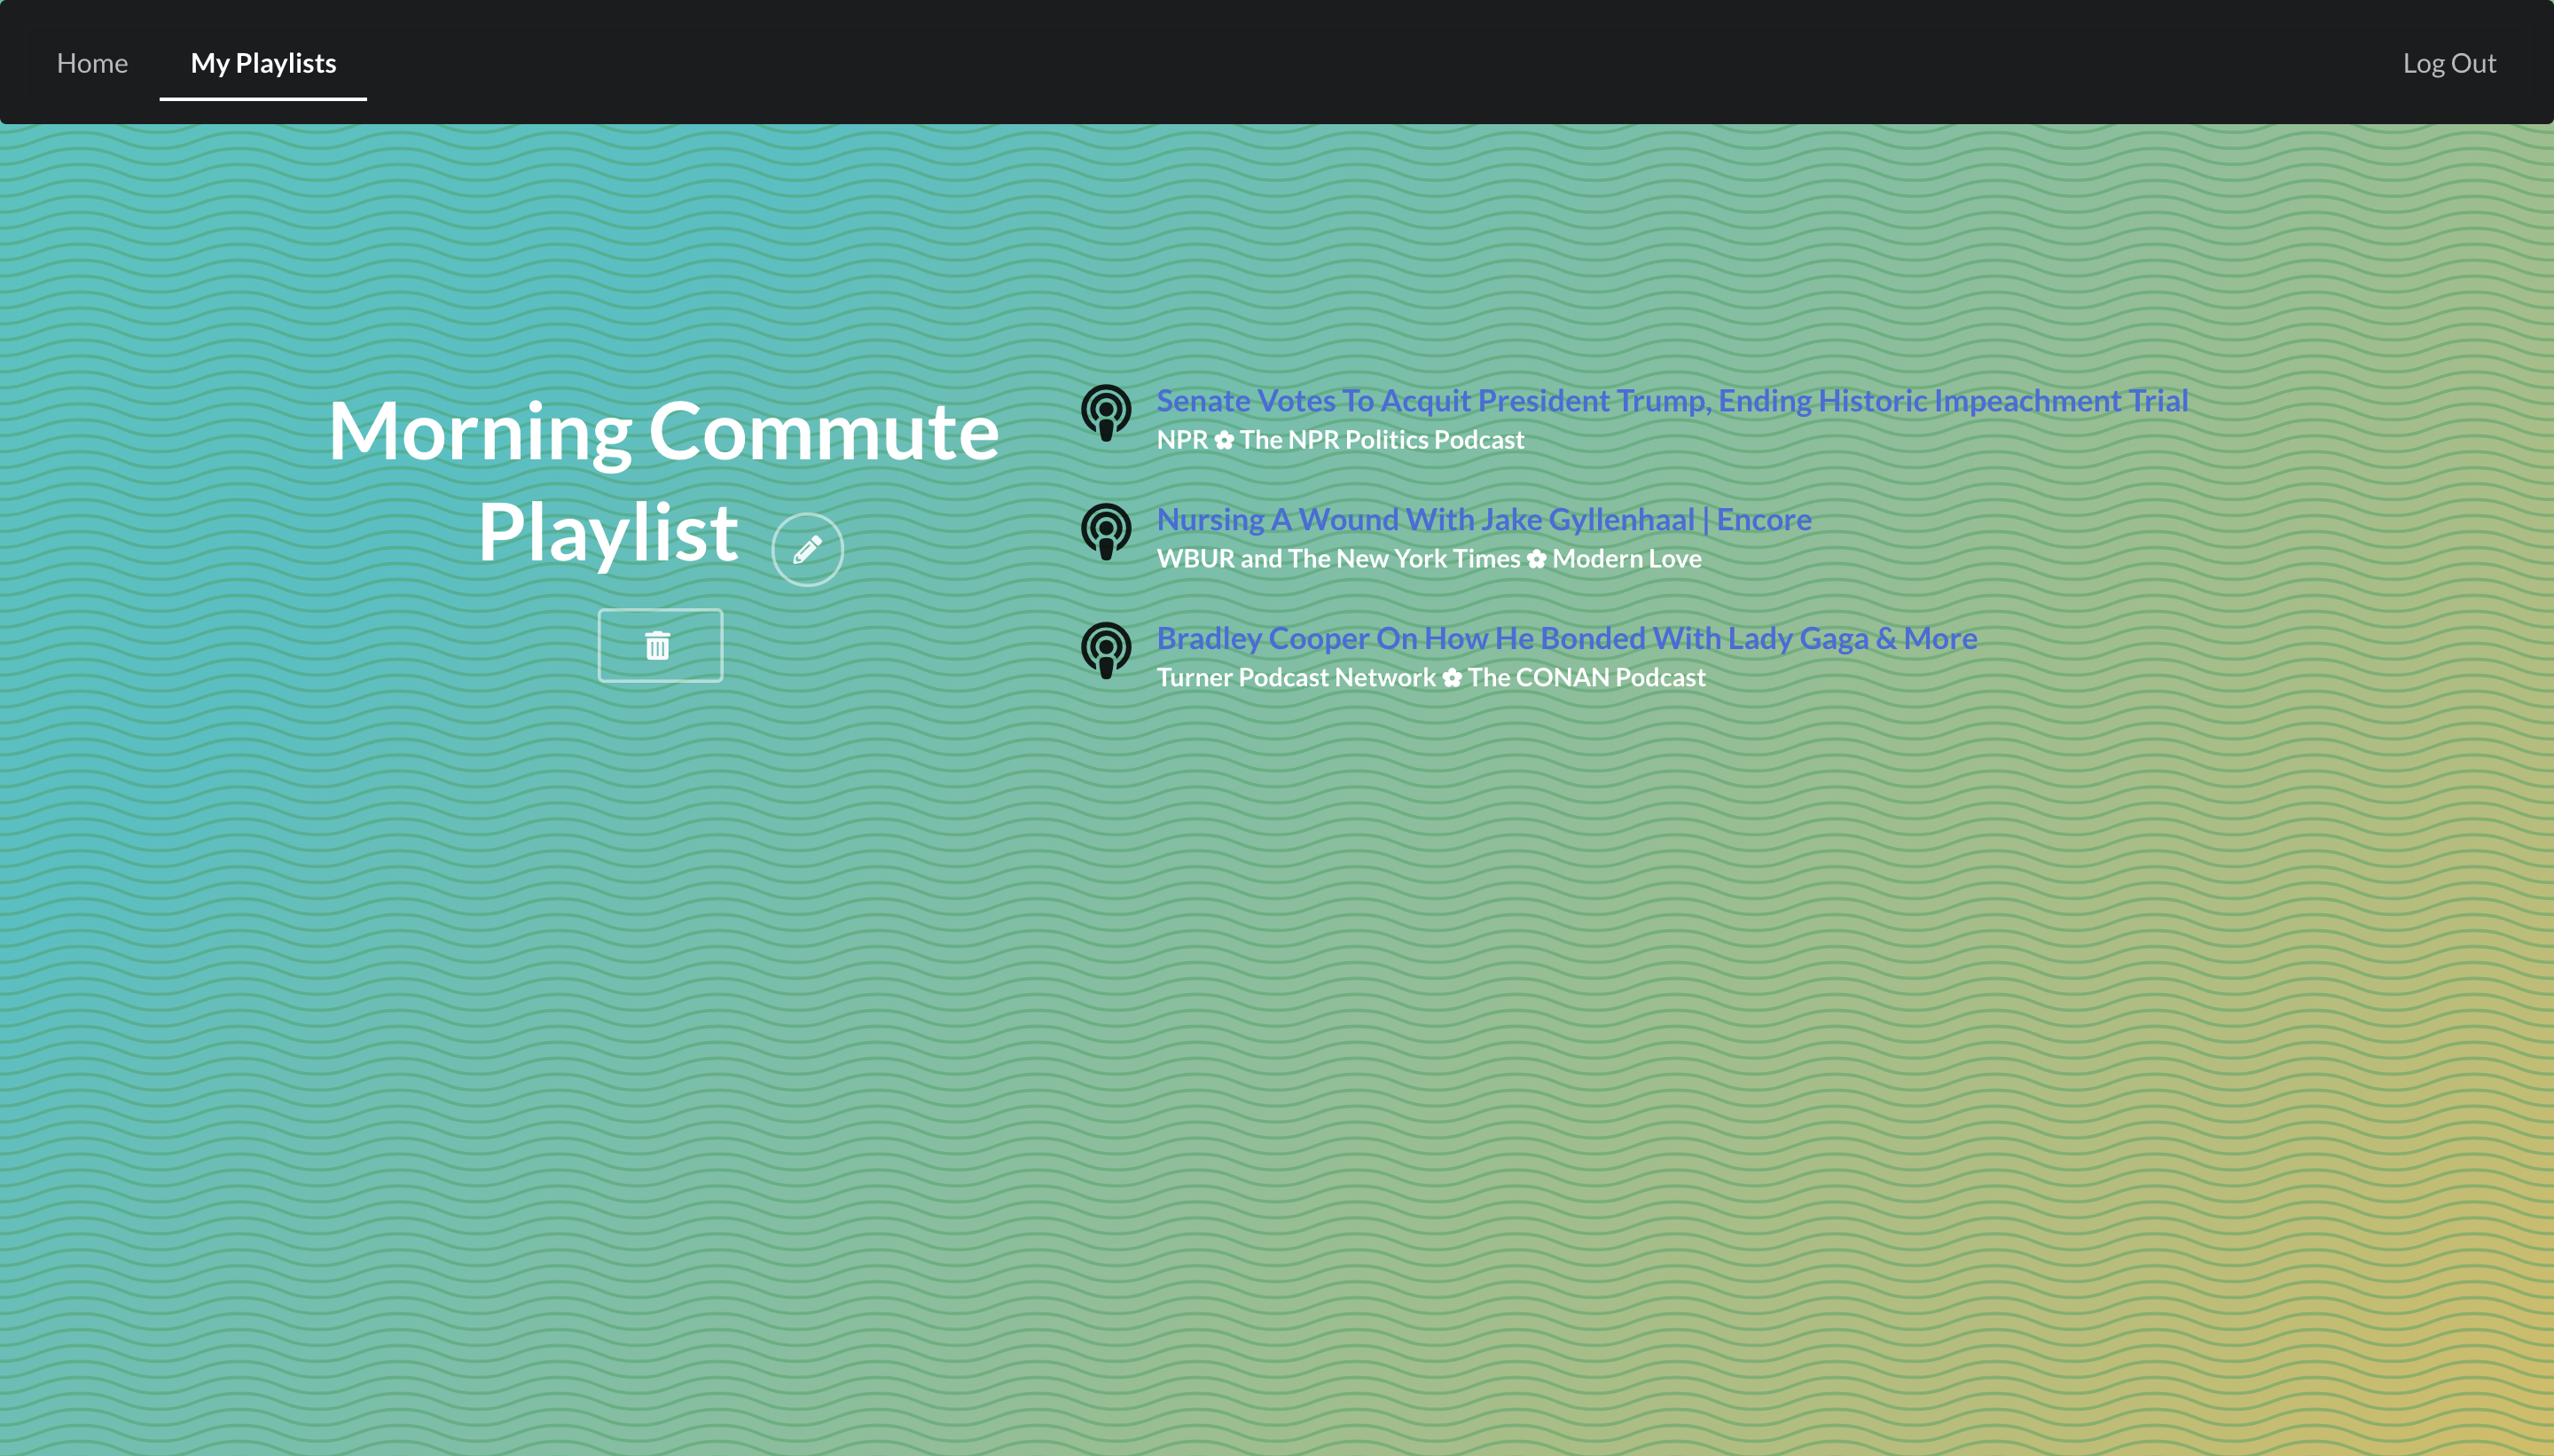 Home
My Playlists
Log Out
Morning Commute
Playlist
Senate Votes To Acquit President Trump, Ending Historic Impeachment Trial
NPR ✿ The NPR Politics Podcast
Nursing A Wound With Jake Gyllenhaal | Encore
WBUR and The New York Times ✿ Modern Love
Bradley Cooper On How He Bonded With Lady Gaga & More
Turner Podcast Network ✿ The CONAN Podcast